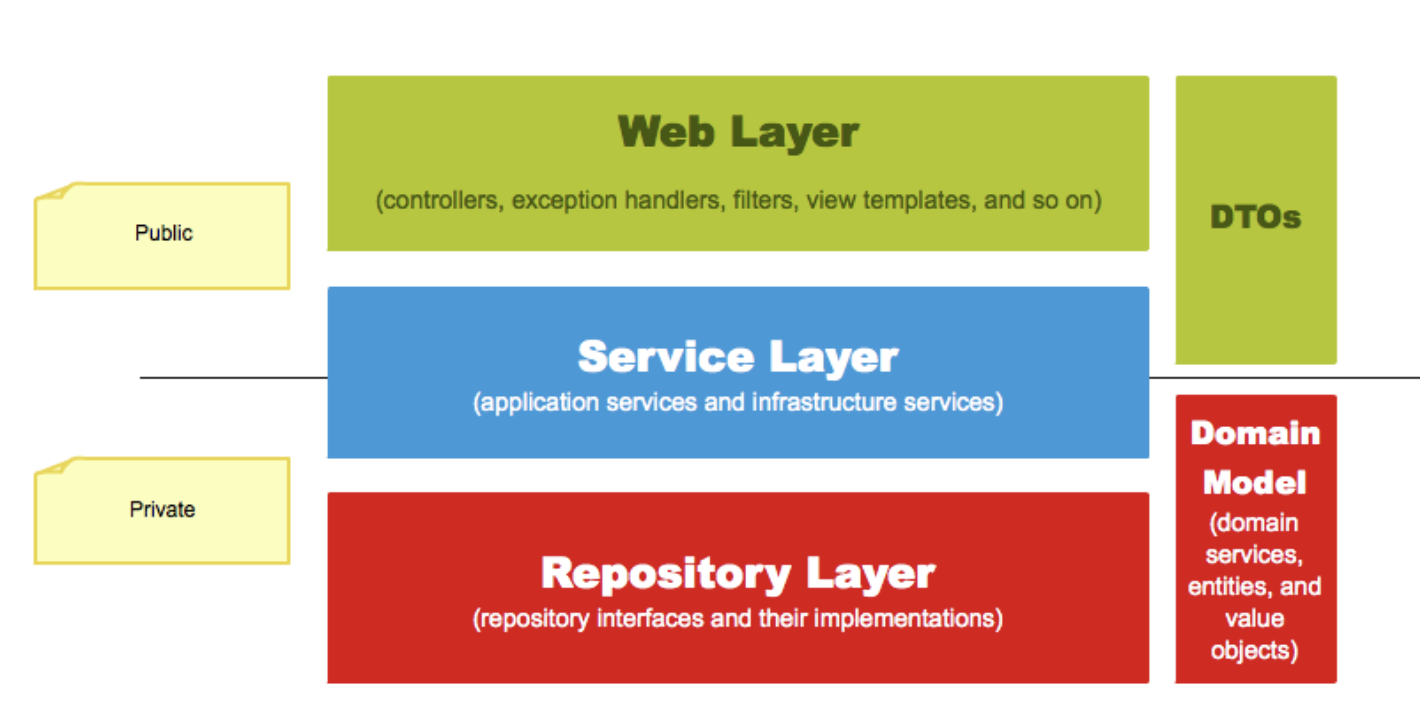 Web Layer
(controllers, exception handlers, filters, view templates, and so on)
DTOs
Public
Service Layer
(application services and infrastructure services)
Domain
Model
(domain
services,
entities, and
value
objects)
Private
Repository Layer
(repository interfaces and their implementations)